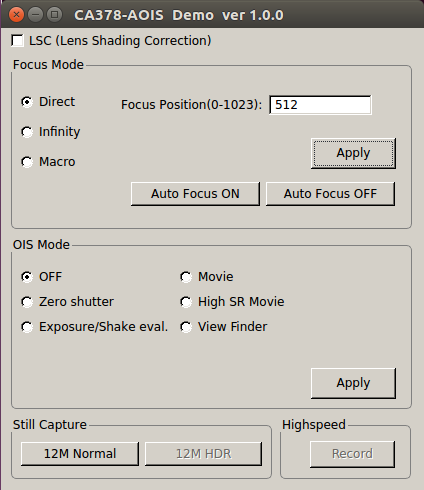 CA378-AOIS Demo ver 1.0.0
LSC (Lens Shading Correction)
Focus Mode
Direct
Focus Position(0-1023): 512
Infinity
Apply
Macro
Auto Focus ON Auto Focus OFF
OIS Mode
OFF Movie
Zero shutter High SR Movie
Exposure/Shake eval. View Finder
Apply
Still Capture Highspeed
12M Normal 12M HDR Record